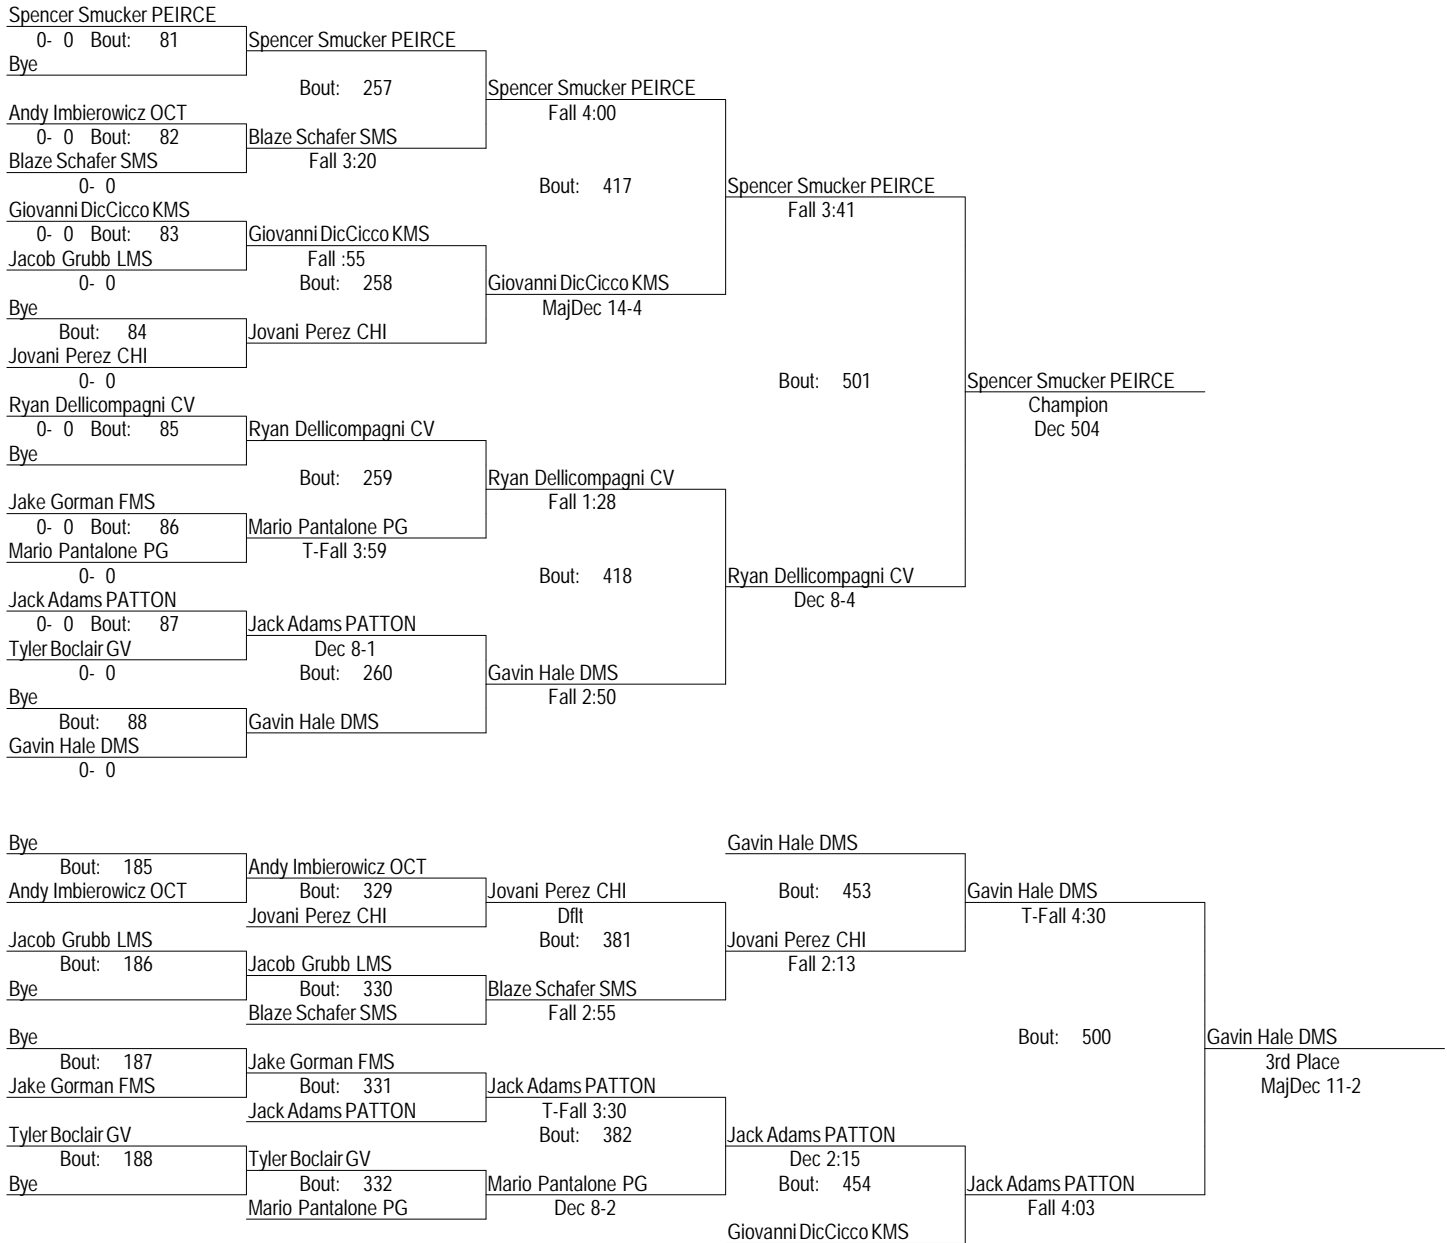 Spencer Smucker PEIRCE
0- 0 Bout: 81
Spencer Smucker PEIRCE
Bye
Bout: 257
Spencer Smucker PEIRCE
Andy Imbierowicz OCT
Fall 4:00
0- 0 Bout: 82
Blaze Schafer SMS
Blaze Schafer SMS
Fall 3:20
0- 0
Bout: 417
Spencer Smucker PEIRCE
Giovanni DicCicco KMS
Fall 3:41
0- 0 Bout: 83
Giovanni DicCicco KMS
Jacob Grubb LMS
Fall :55
0- 0
Bout: 258
Giovanni DicCicco KMS
Bye
MajDec 14-4
Bout: 84
Jovani Perez CHI
Jovani Perez CHI
0- 0
Bout: 501
Spencer Smucker PEIRCE
Ryan Dellicompagni CV
Champion
0- 0 Bout: 85
Ryan Dellicompagni CV
Dec 504
Bye
Bout: 259
Ryan Dellicompagni CV
Jake Gorman FMS
Fall 1:28
0- 0 Bout: 86
Mario Pantalone PG
Mario Pantalone PG
T-Fall 3:59
0- 0
Bout: 418
Ryan Dellicompagni CV
Jack Adams PATTON
Dec 8-4
0- 0 Bout: 87
Jack Adams PATTON
Tyler Boclair GV
Dec 8-1
0- 0
Bout: 260
Gavin Hale DMS
Bye
Fall 2:50
Bout: 88
Gavin Hale DMS
Gavin Hale DMS
0- 0
Bye
Gavin Hale DMS
Bout: 185
Andy Imbierowicz OCT
Andy Imbierowicz OCT
Bout: 329
Jovani Perez CHI
Bout: 453
Gavin Hale DMS
Jovani Perez CHI
Dflt
T-Fall 4:30
Jacob Grubb LMS
Bout: 381
Jovani Perez CHI
Bout: 186
Jacob Grubb LMS
Fall 2:13
Bye
Bout: 330
Blaze Schafer SMS
Blaze Schafer SMS
Fall 2:55
Bye
Bout: 500
Gavin Hale DMS
Bout: 187
Jake Gorman FMS
3rd Place
Jake Gorman FMS
Bout: 331
Jack Adams PATTON
MajDec 11-2
Jack Adams PATTON
T-Fall 3:30
Tyler Boclair GV
Bout: 382
Jack Adams PATTON
Bout: 188
Tyler Boclair GV
Dec 2:15
Bye
Bout: 332
Mario Pantalone PG
Bout: 454
Jack Adams PATTON
Mario Pantalone PG
Dec 8-2
Fall 4:03
Giovanni DicCicco KMS